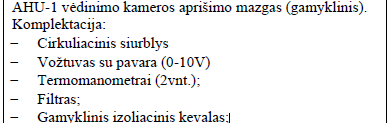 AHU-1 vėdinimo kameros aprišimo mazgas (gamyklinis).
Komplektacija:
– Cirkuliacinis siurblys
– Vožtuvas su pavara (0-10V)
– Termomanometrai (2vnt.);
– Filtras;
– Gamyklinis izoliacinis kevalas;